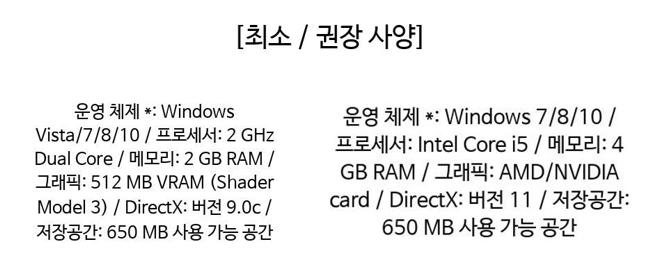 [최소 / 권장 사양]
운영 체제 *: Windows
Vista/7/8/10 / 프로세서: 2 GHz
Dual Core / 메모리: 2 GB RAM /
그래픽: 512 MB VRAM (Shader
Model 3) / DirectX: 버전 9.0c /
저장공간: 650 MB 사용 가능 공간
운영 체제 *: Windows 7/8/10 /
프로세서: Intel Core i5 / 메모리: 4
GB RAM / 그래픽: AMD/NVIDIA
card / DirectX: 버전 11 / 저장공간:
650 MB 사용 가능 공간